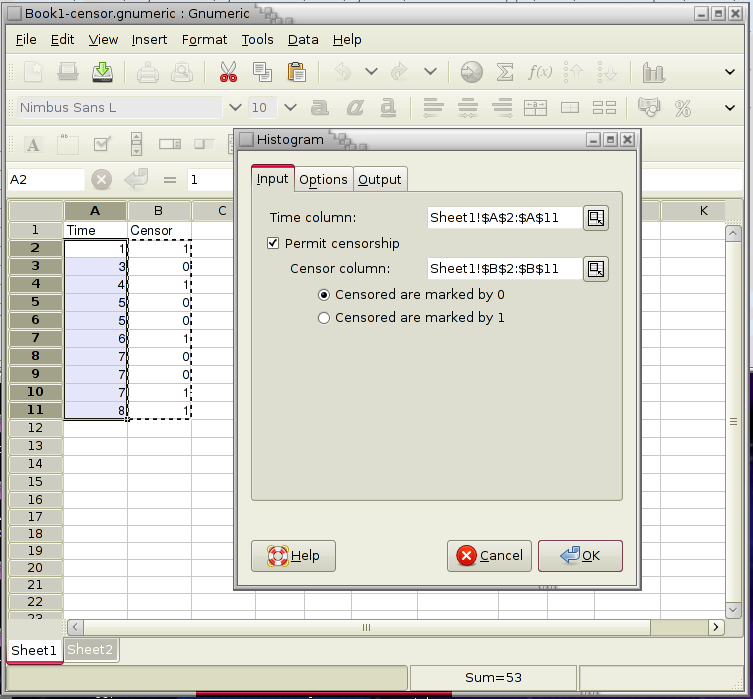 Book1-censor.gnumeric : Gnumeric
File Edit View Insert Format Tools Data Help
f(x) %
Nimbus Sans L 10 a a a
A ab
A2 = 1
A B C K
1 Time Censor
2 1 1
3 3 0
4 4 1
5 5 0
6 5 0
7 6 1
8 7 0
9 7 0
10 7 1
11 8 1
12
13
14
15
16
17
18
19
20
21
22
23
Histogram
Input Options Output
Time column: Sheet1!$A$2:$A$11
Permit censorship
Censor column: Sheet1!$B$2:$B$11
Censored are marked by 0
Censored are marked by 1
Help Cancel OK
Sheet1 Sheet2
Sum=53